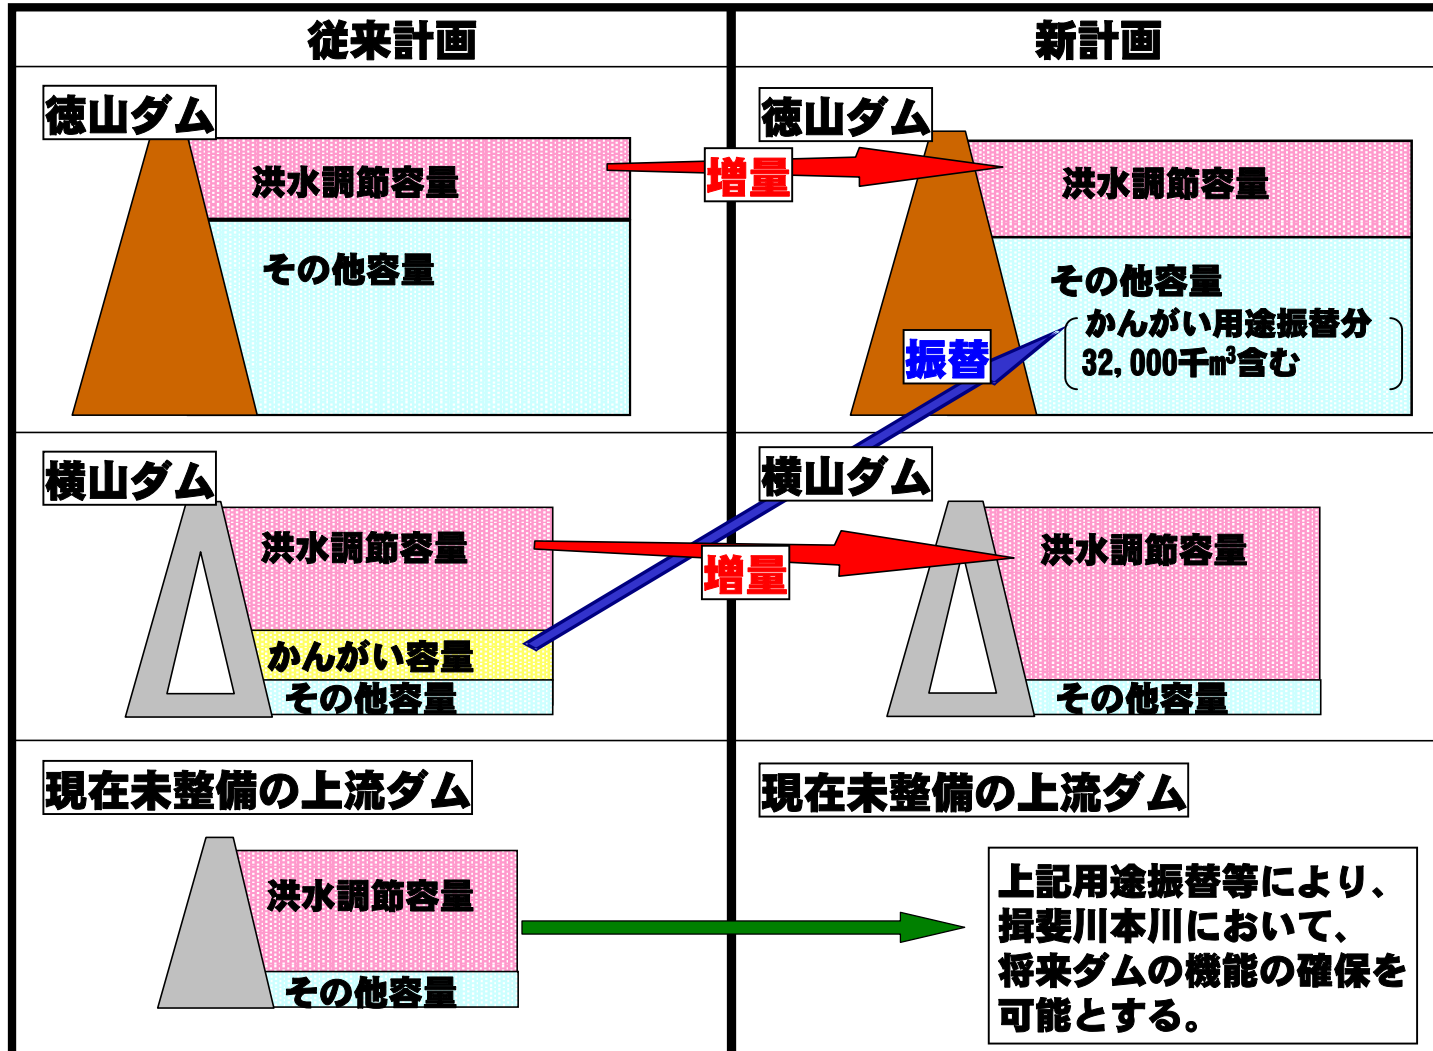 従来計画
新計画
徳山ダム
洪水調節容量
その他容量
増量
徳山ダム
洪水調節容量
その他容量
かんがい用途振替分
32,000千m³含む
振替
横山ダム
洪水調節容量
かんがい容量
その他容量
増量
横山ダム
洪水調節容量
その他容量
現在未整備の上流ダム
洪水調節容量
その他容量
現在未整備の上流ダム
上記用途振替等により、
揖斐川本川において、
将来ダムの機能の確保を
可能とする。